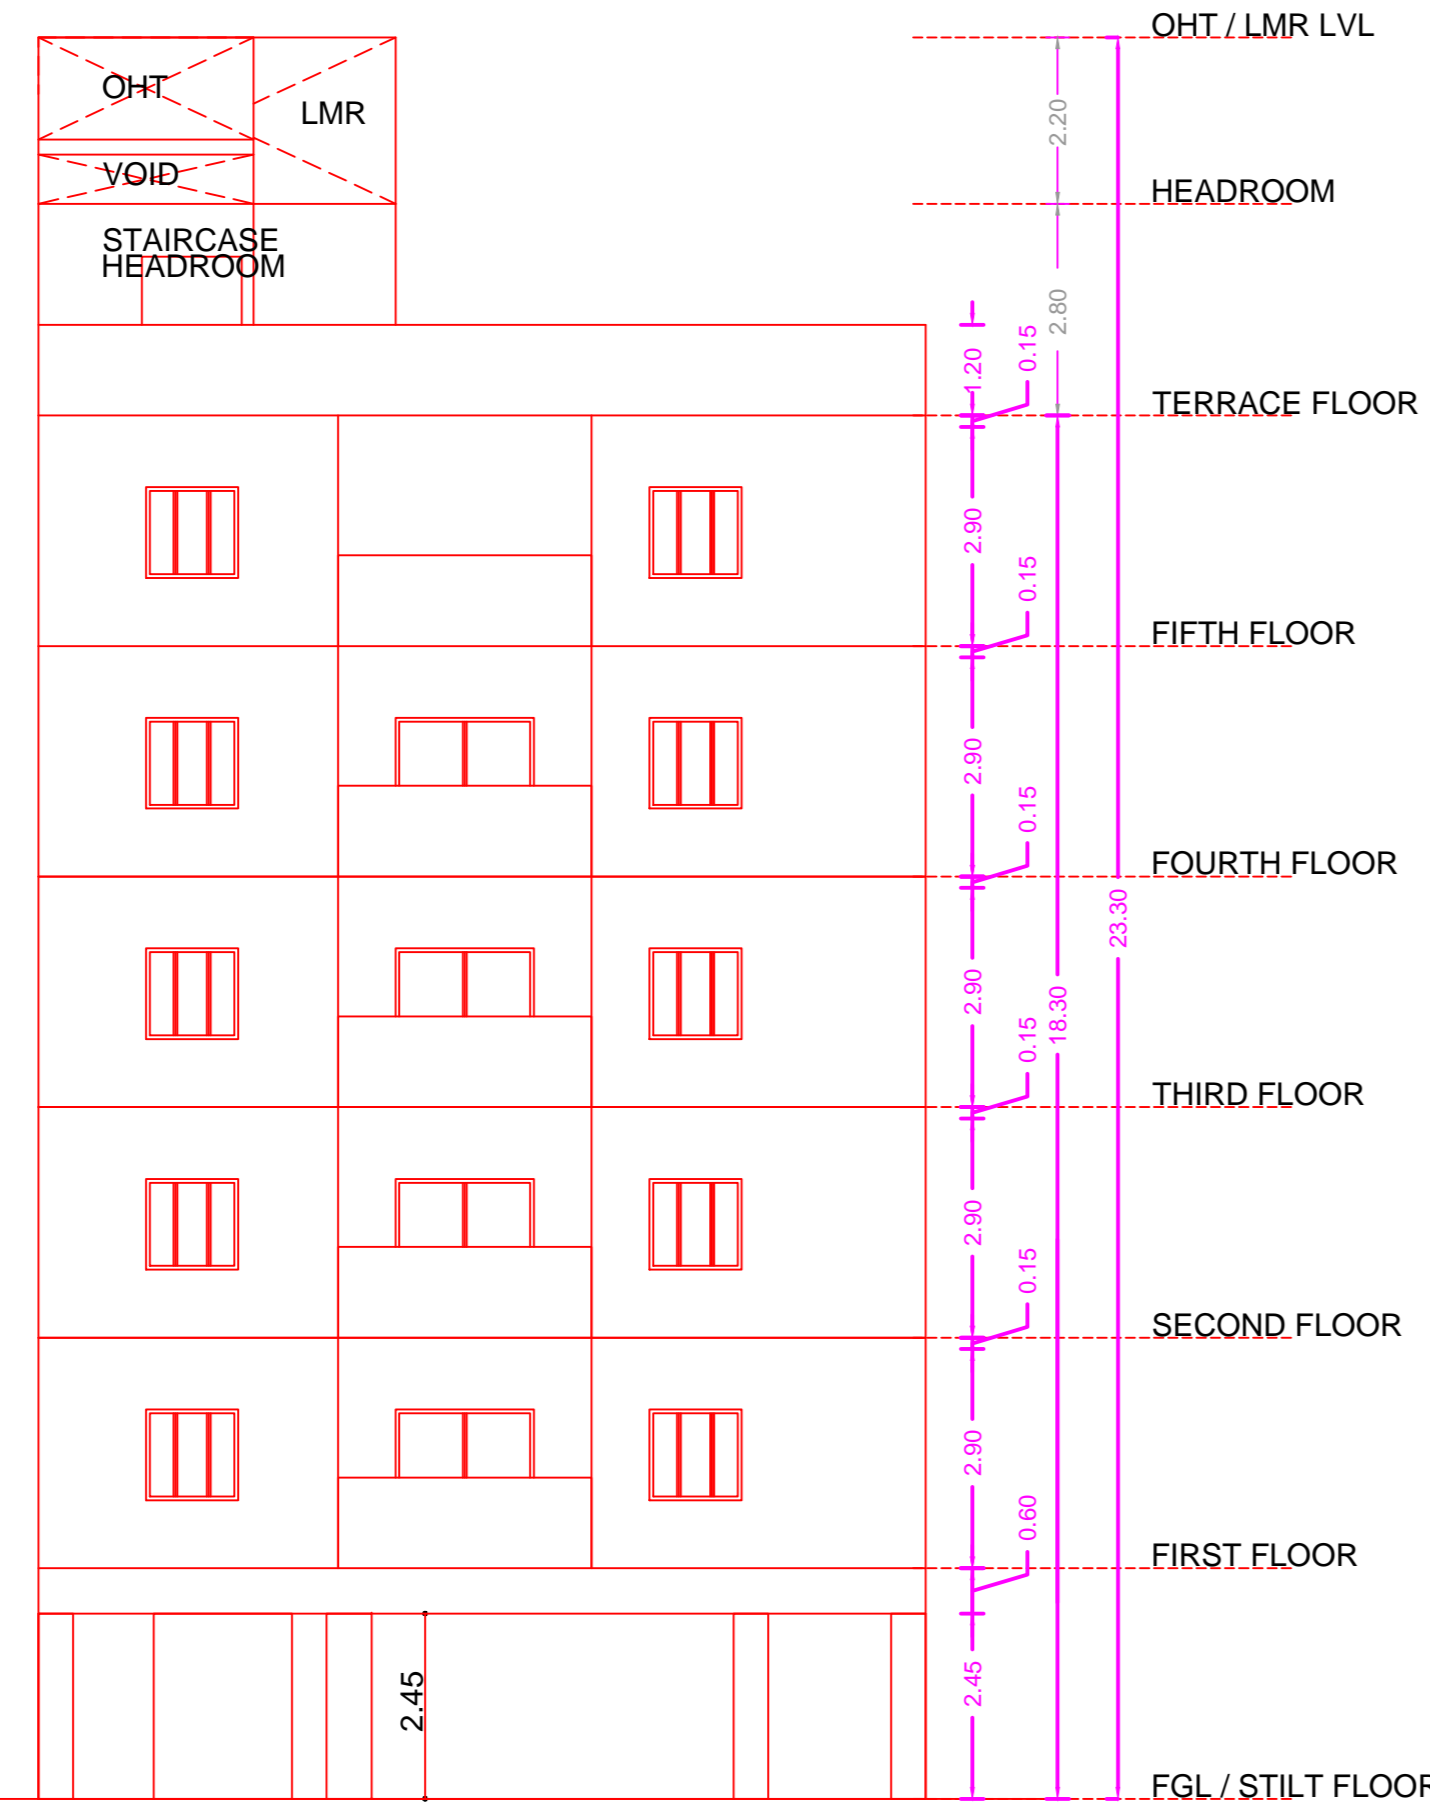 OHT / LMR LVL
OHT
LMR
2.20
VOID
HEADROOM
STAIRCASE
HEADROOM
2.80
1.20
0.15
TERRACE FLOOR
2.90
0.15
FIFTH FLOOR
2.90
0.15
FOURTH FLOOR
23.30
2.90
18.30
0.15
THIRD FLOOR
2.90
0.15
SECOND FLOOR
2.90
0.60
FIRST FLOOR
2.45
2.45
FGL / STILT FLOOR